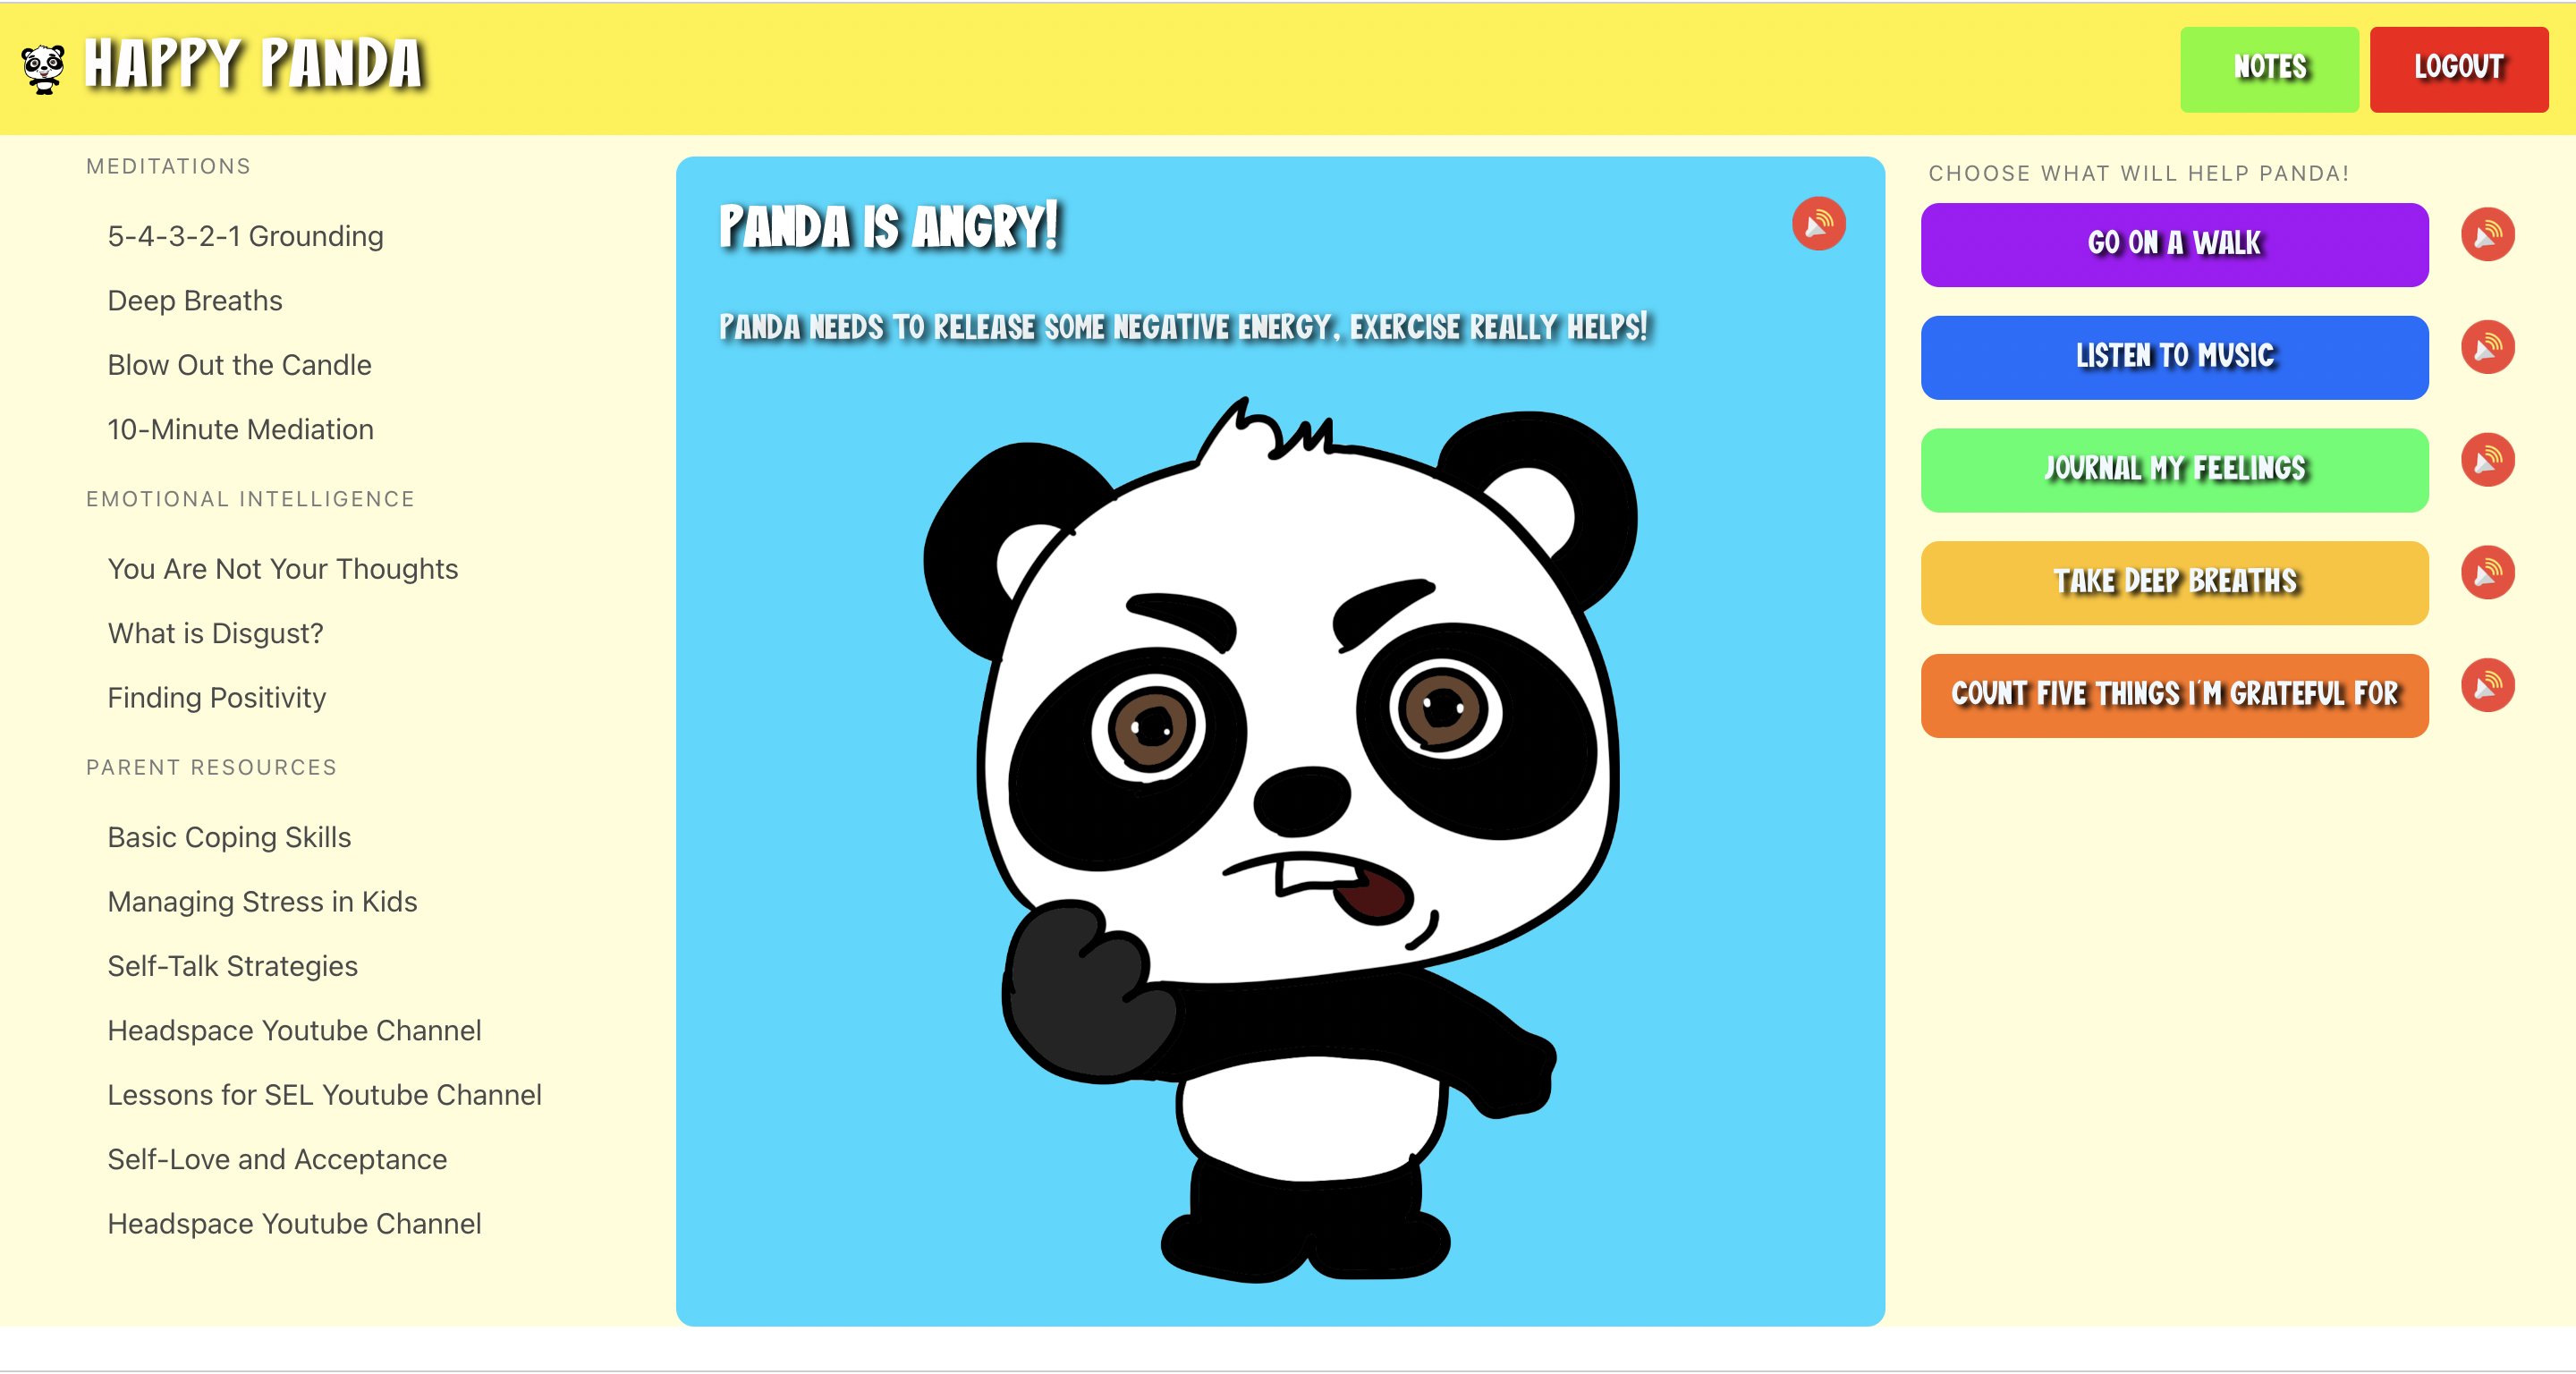 HAPPY PANDA
NOTES
LOGOUT
MEDITATIONS
5-4-3-2-1 Grounding
Deep Breaths
Blow Out the Candle
10-Minute Mediation
EMOTIONAL INTELLIGENCE
You Are Not Your Thoughts
What is Disgust?
Finding Positivity
PARENT RESOURCES
Basic Coping Skills
Managing Stress in Kids
Self-Talk Strategies
Headspace Youtube Channel
Lessons for SEL Youtube Channel
Self-Love and Acceptance
Headspace Youtube Channel
PANDA IS ANGRY!
PANDA NEEDS TO RELEASE SOME NEGATIVE ENERGY, EXERCISE REALLY HELPS!
CHOOSE WHAT WILL HELP PANDA!
GO ON A WALK
LISTEN TO MUSIC
JOURNAL MY FEELINGS
TAKE DEEP BREATHS
COUNT FIVE THINGS I'M GRATEFUL FOR